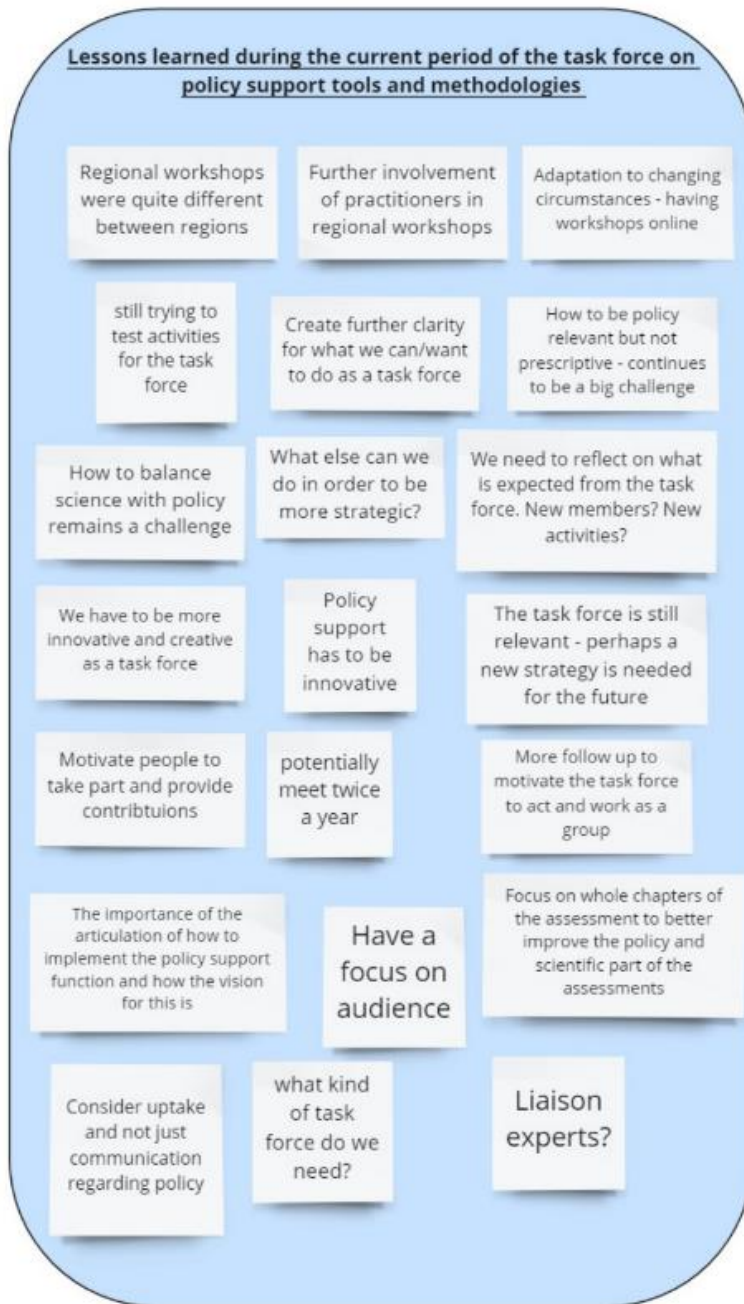 Lessons learned during the current period of the task force on
policy support tools and methodologies
Regional workshops
were quite different
between regions
Further involvement
of practitioners in
regional workshops
Adaptation to changing
circumstances - having
workshops online
still trying to
test activities
for the task
force
Create further clarity
for what we can/want
to do as a task force
How to be policy
relevant but not
prescriptive - continues
to be a big challenge
How to balance
science with policy
remains a challenge
What else can we
do in order to be
more strategic?
We need to reflect on what
is expected from the task
force. New members? New
activities?
We have to be more
innovative and creative
as a task force
Policy
support
has to be
innovative
The task force is still
relevant - perhaps a
new strategy is needed
for the future
Motivate people to
take part and provide
contribtuions
potentially
meet twice
a year
More follow up to
motivate the task force
to act and work as a
group
The importance of the
articulation of how to
implement the policy support
function and how the vision
for this is
Have a
focus on
audience
Focus on whole chapters of
the assessment to better
improve the policy and
scientific part of the
assessments
Consider uptake
and not just
communication
regarding policy
what kind
of task
force do we
need?
Liaison
experts?